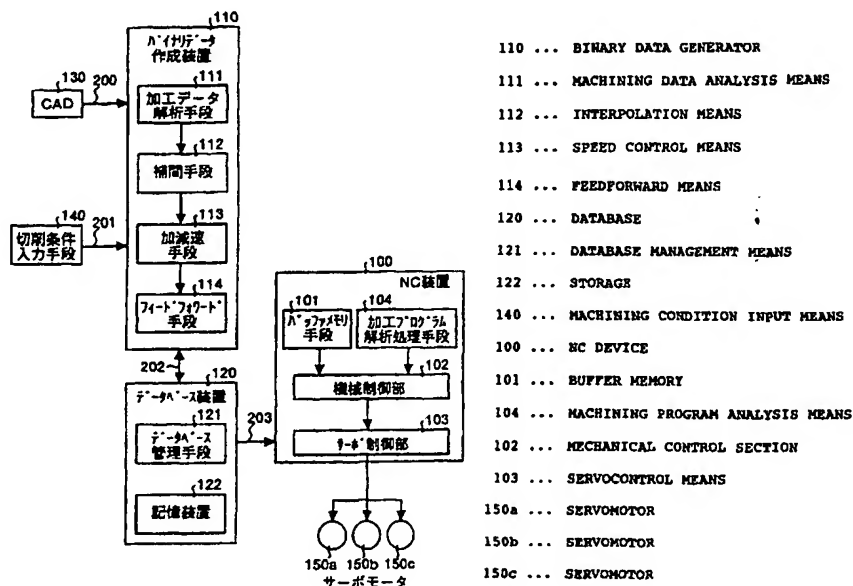 110
バイナリデータ
作成装置
130
200
CAD
111
加工データ
解析手段
112
補間手段
140
201
切削条件
入力手段
113
加減速
手段
114
フィードフォワード
手段
202
120
データベース装置
121
データベース
管理手段
122
記憶装置
203
100
NC装置
101
バッファメモリ
手段
104
加工プログラム
解析処理手段
102
機械制御部
103
サーボ制御部
150a 150b 150c
サーボモータ
110 ... BINARY DATA GENERATOR
111 ... MACHINING DATA ANALYSIS MEANS
112 ... INTERPOLATION MEANS
113 ... SPEED CONTROL MEANS
114 ... FEEDFORWARD MEANS
120 ... DATABASE
121 ... DATABASE MANAGEMENT MEANS
122 ... STORAGE
140 ... MACHINING CONDITION INPUT MEANS
100 ... NC DEVICE
101 ... BUFFER MEMORY
104 ... MACHINING PROGRAM ANALYSIS MEANS
102 ... MECHANICAL CONTROL SECTION
103 ... SERVOCONTROL MEANS
150a ... SERVOMOTOR
150b ... SERVOMOTOR
150c ... SERVOMOTOR